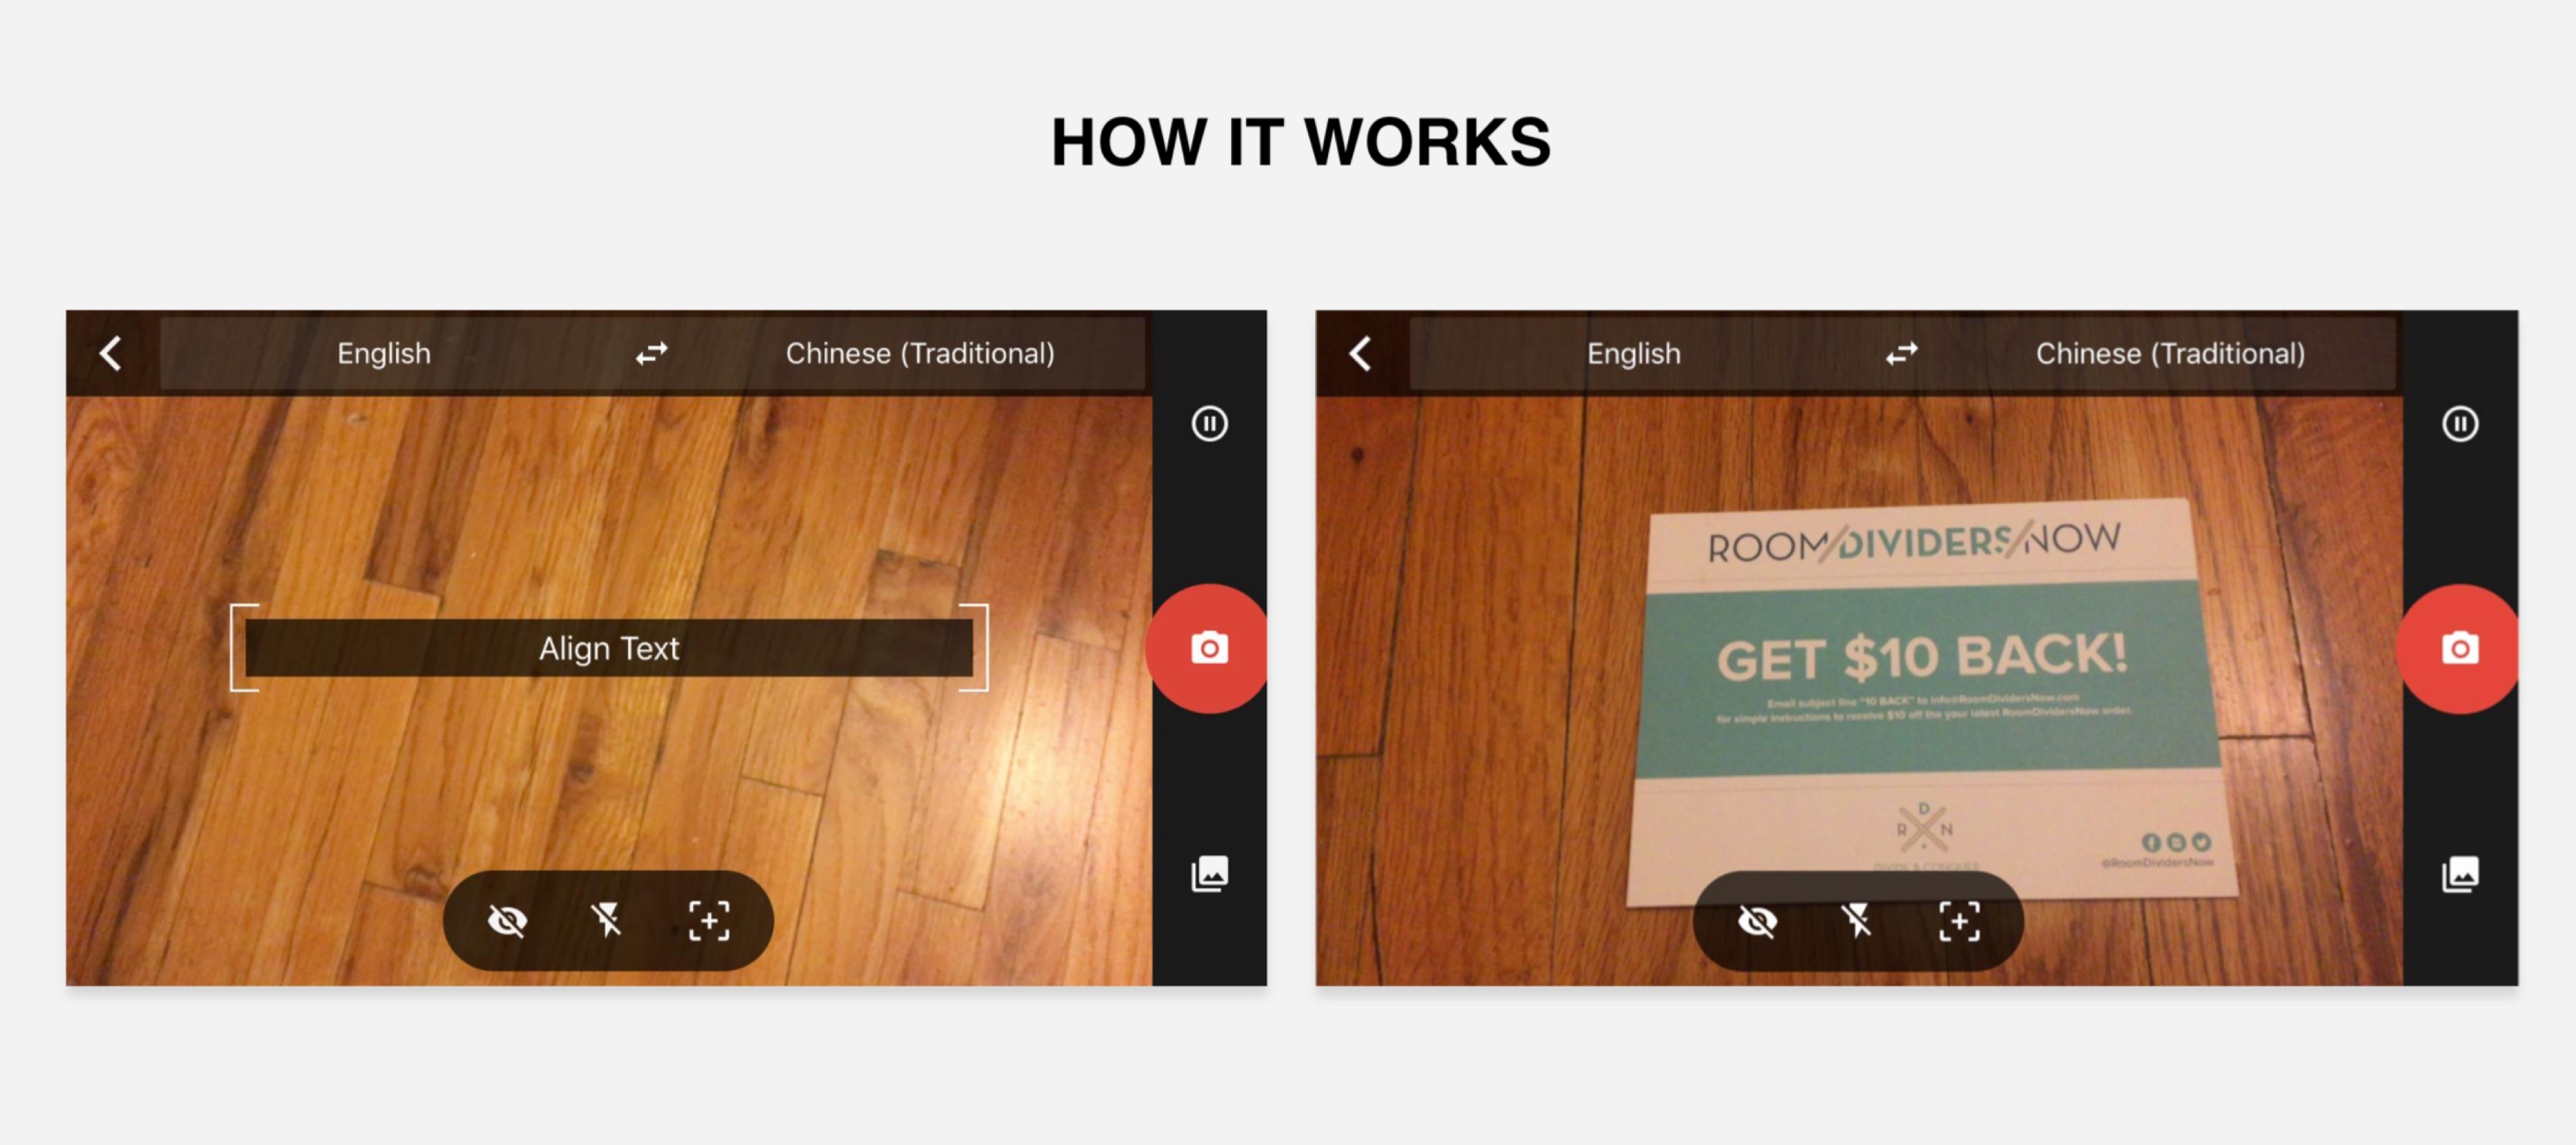 HOW IT WORKS
English
Chinese (Traditional)
Align Text
English
Chinese (Traditional)
ROOM/DIVIDERS/NOW
GET $10 BACK!
Email subject line "10 BACK" to Info@RoomDividersNow.com
for simple instructions to receive $10 off the your latest RoomDividersNow order.
D
R N
DIVIDE & CONQUER
@RoomDividersNow